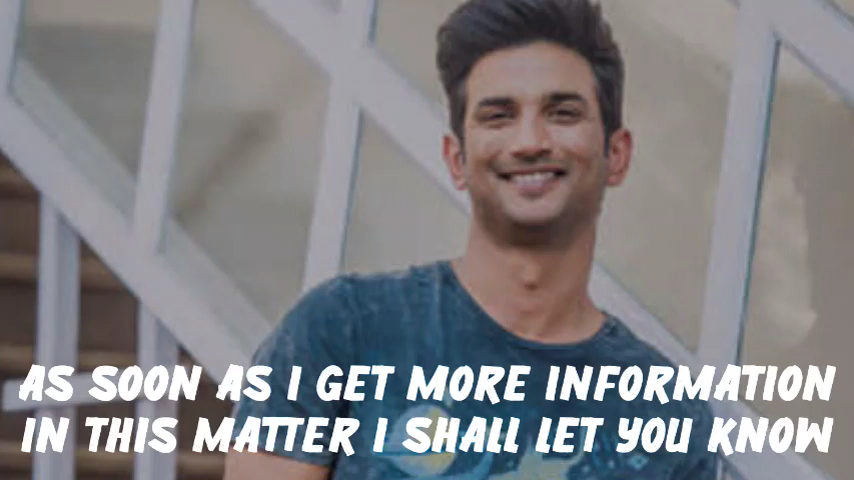 AS SOON AS I GET MORE INFORMATION
IN THIS MATTER I SHALL LET YOU KNOW